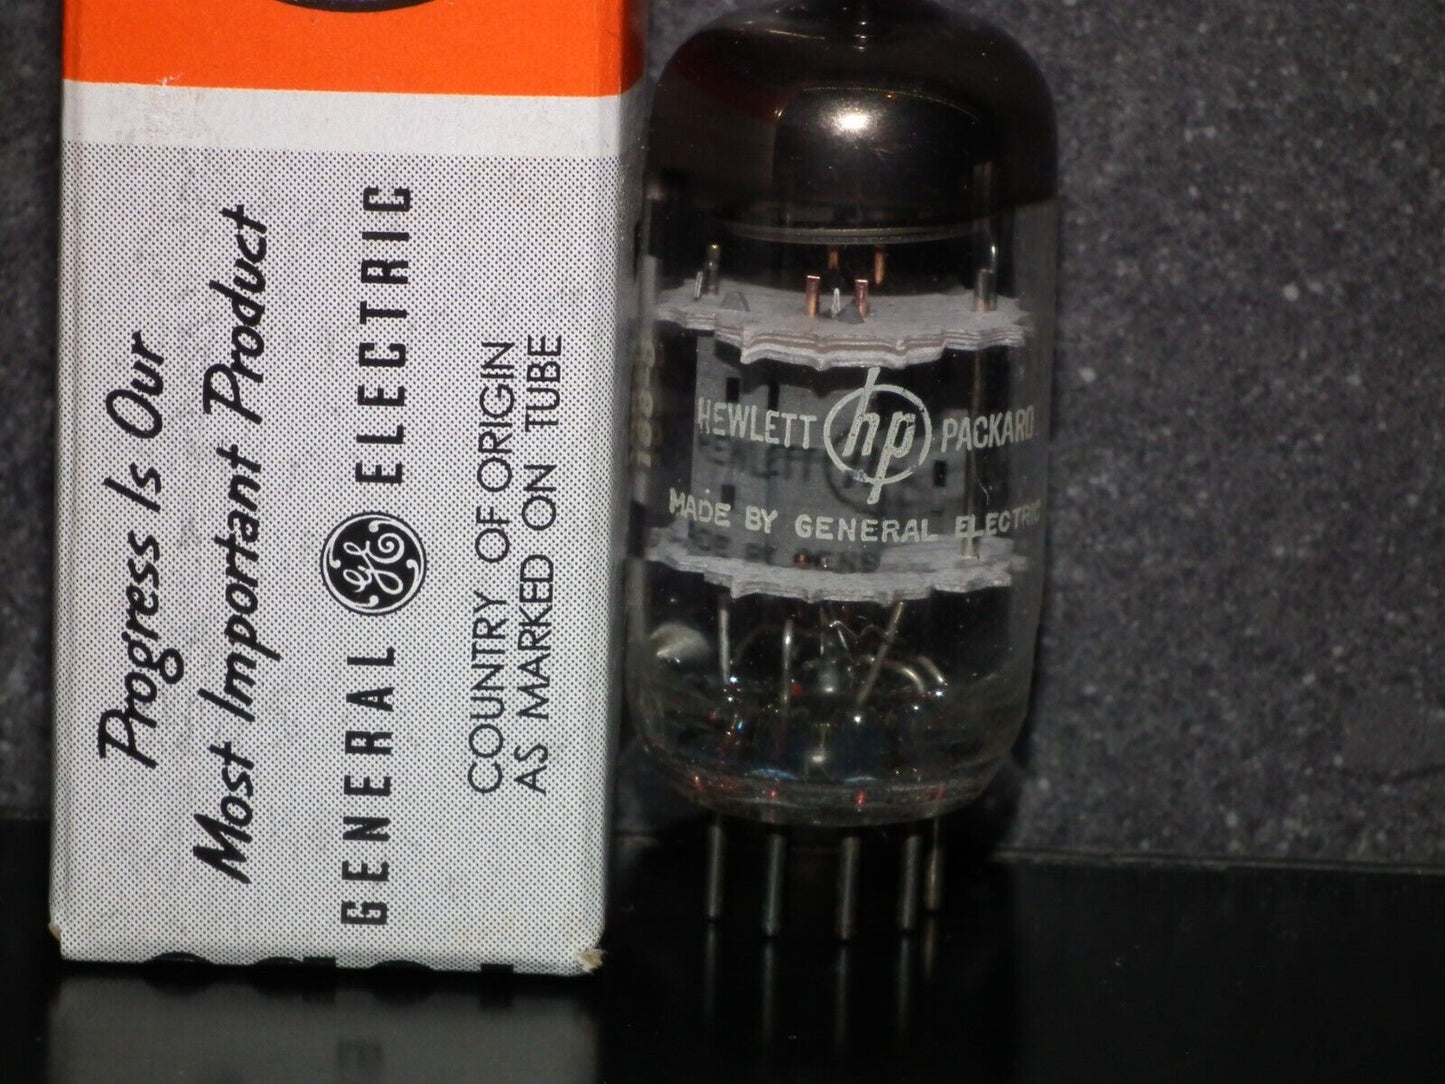 Progress Is Our
Most Important Product
GENERAL GE ELECTRIC
COUNTRY OF ORIGIN
AS MARKED ON TUBE
HEWLETT hp PACKARD
MADE BY GENERAL ELECTRIC